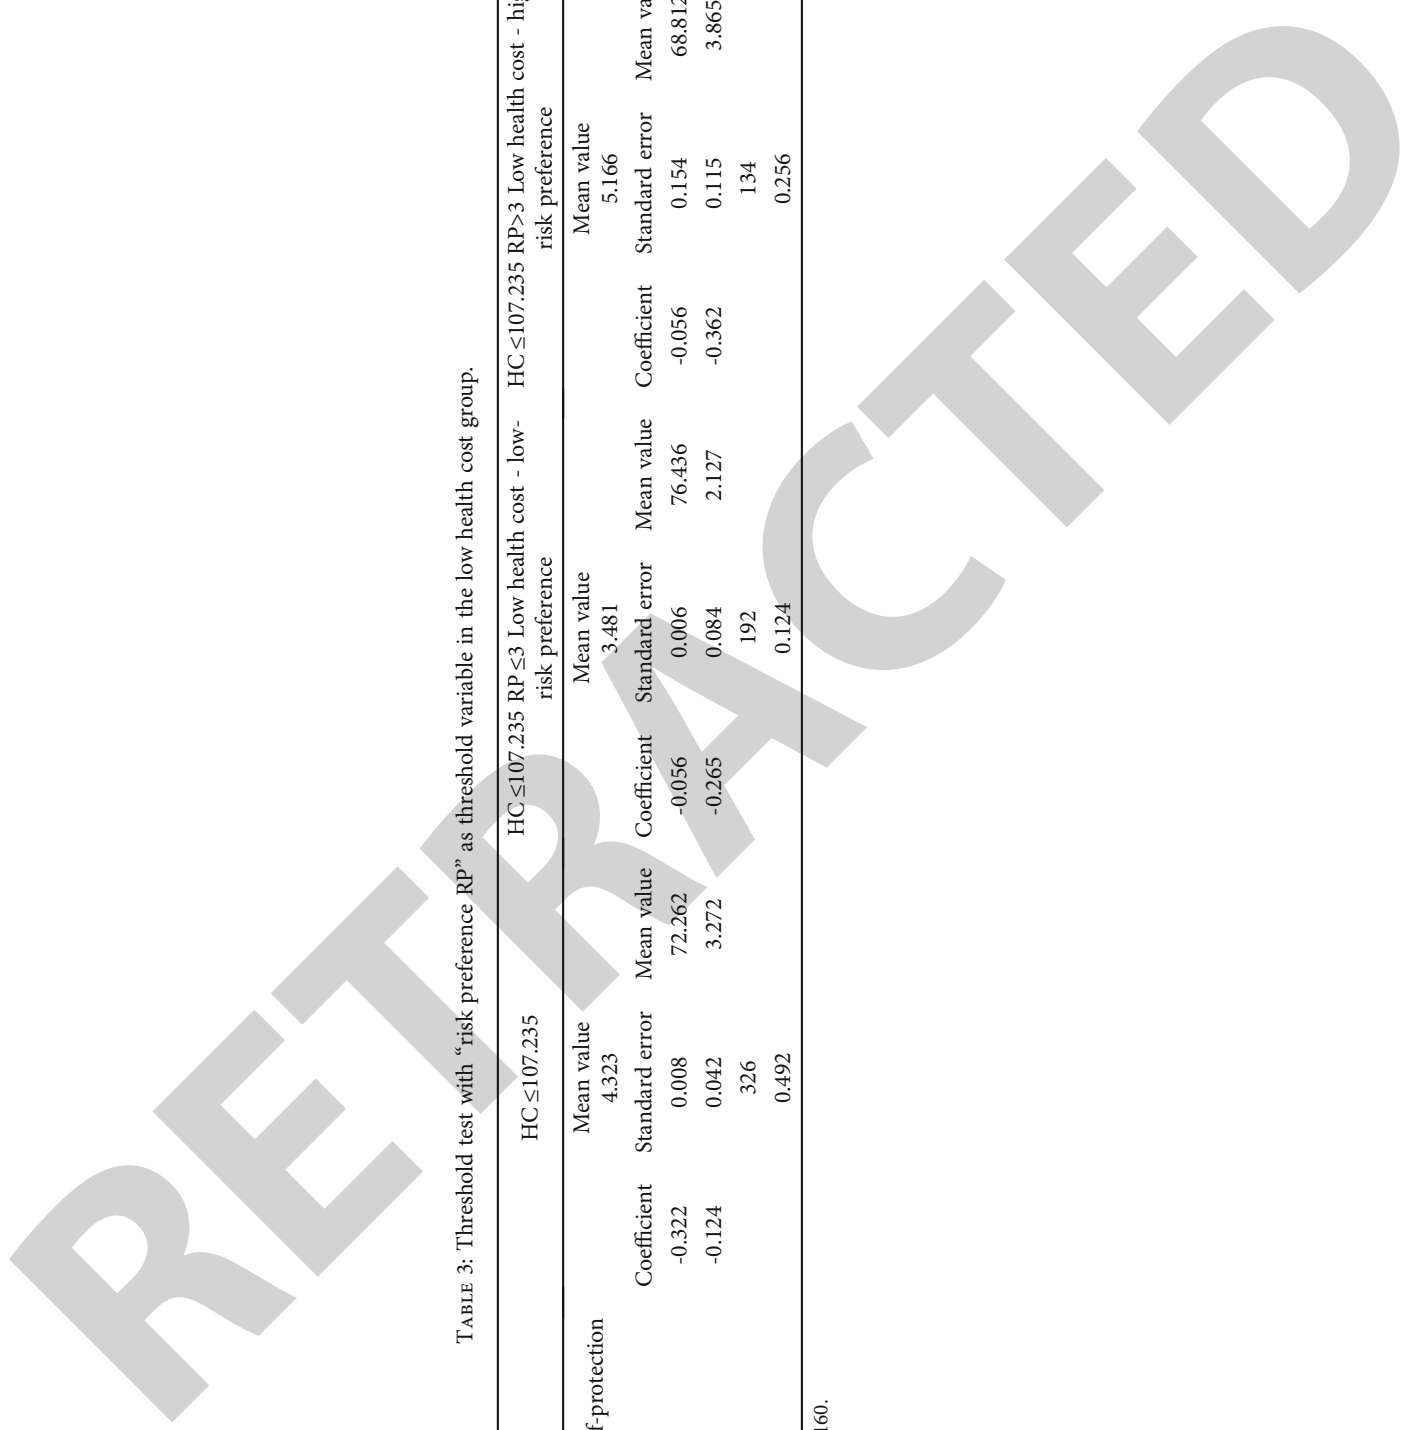 TABLE 3: Threshold test with “risk preference RP” as threshold variable in the low health cost group.
HC ≤107.235 HC ≤107.235 RP ≤3 Low health cost - low- HC ≤107.235 RP>3 Low health cost -
risk preference risk preference
Mean value Mean value Mean value
f-protection
4.323 3.481 5.166
Coefficient Standard error Mean value Coefficient Standard error Mean value Coefficient Standard error Mean va
-0.322 0.008 72.262 -0.056 0.006 76.436 -0.056 0.154 68.812
-0.124 0.042 3.272 -0.265 0.084 2.127 -0.362 0.115 3.865
326 192 134
0.492 0.124 0.256
160.
RETRACTED